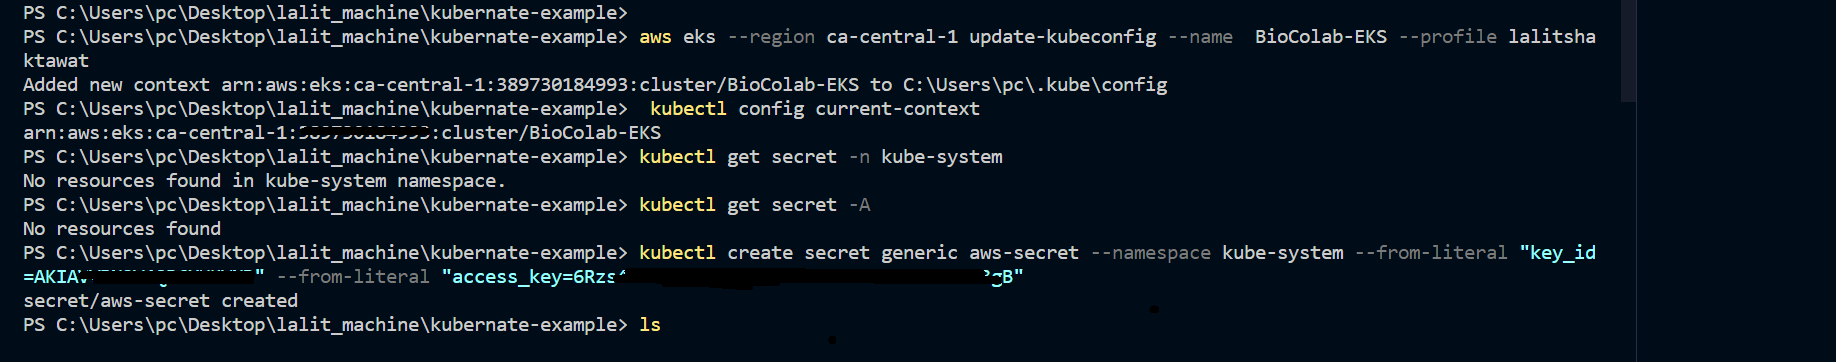 PS C:\Users\pc\Desktop\lalit_machine\kubernate-example>
PS C:\Users\pc\Desktop\lalit_machine\kubernate-example> aws eks --region ca-central-1 update-kubeconfig --name  BioColab-EKS --profile lalitsha
ktawat
Added new context arn:aws:eks:ca-central-1:389730184993:cluster/BioColab-EKS to C:\Users\pc\.kube\config
PS C:\Users\pc\Desktop\lalit_machine\kubernate-example>  kubectl config current-context
arn:aws:eks:ca-central-1: :cluster/BioColab-EKS
PS C:\Users\pc\Desktop\lalit_machine\kubernate-example> kubectl get secret -n kube-system
No resources found in kube-system namespace.
PS C:\Users\pc\Desktop\lalit_machine\kubernate-example> kubectl get secret -A
No resources found
PS C:\Users\pc\Desktop\lalit_machine\kubernate-example> kubectl create secret generic aws-secret --namespace kube-system --from-literal "key_id
=AKIA " --from-literal "access_key=6Rzs gB"
secret/aws-secret created
PS C:\Users\pc\Desktop\lalit_machine\kubernate-example> ls